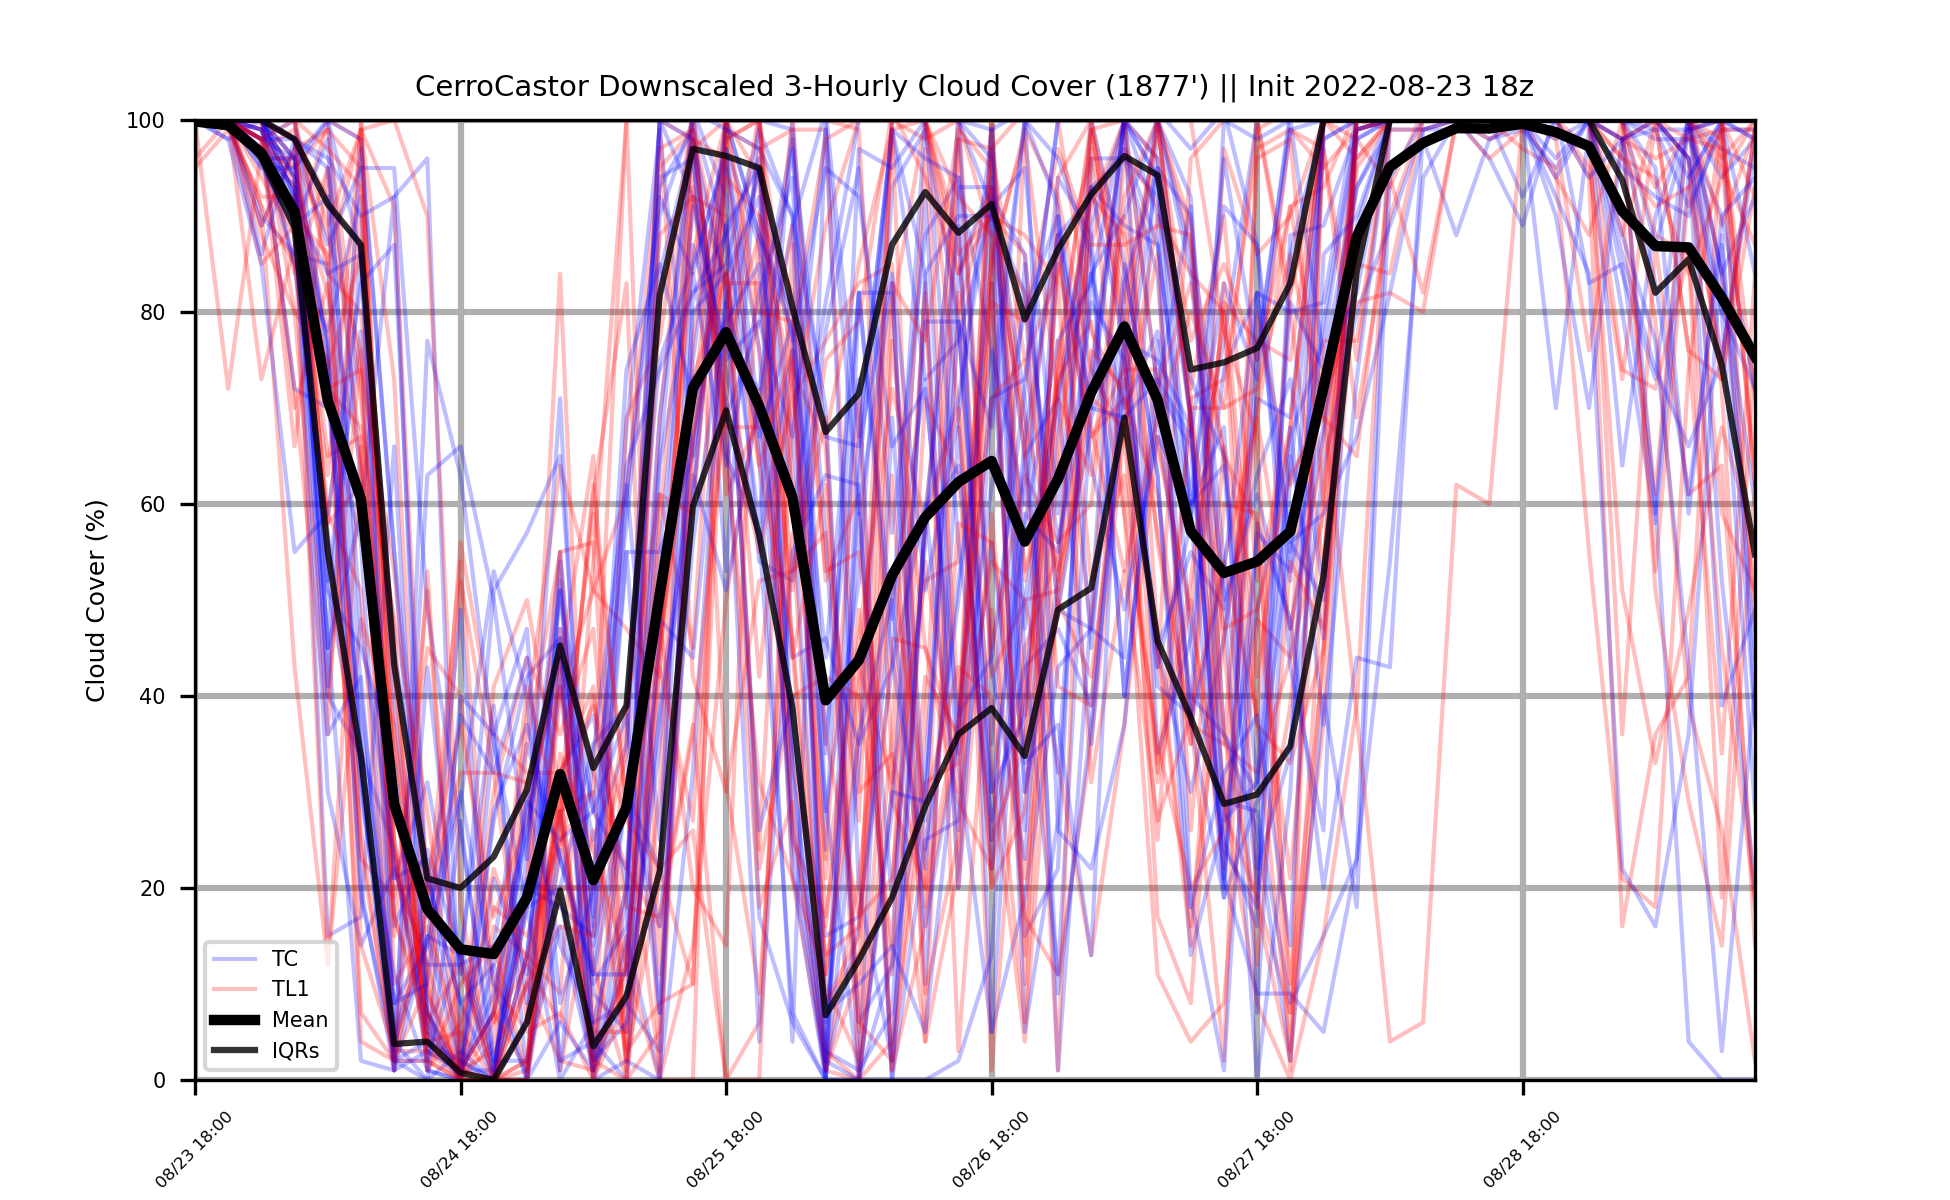 CerroCastor Downscaled 3-Hourly Cloud Cover (1877') || Init 2022-08-23 18z
Cloud Cover (%)
100
80
60
40
20
0
TC
TL1
Mean
IQRs
08/23 18:00
08/24 18:00
08/25 18:00
08/26 18:00
08/27 18:00
08/28 18:00